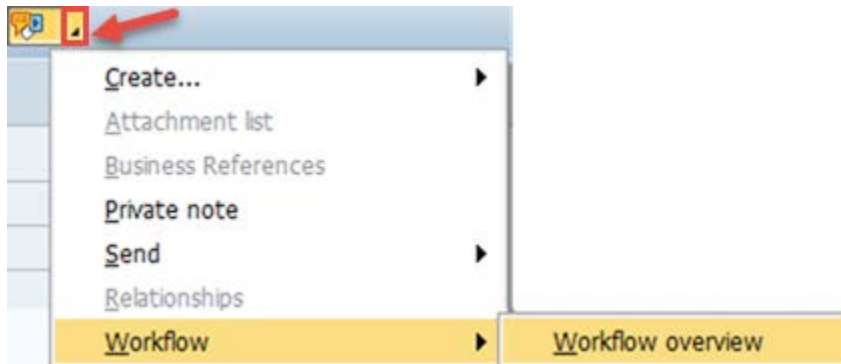 Create...
Attachment list
Business References
Private note
Send
Relationships
Workflow
Workflow overview